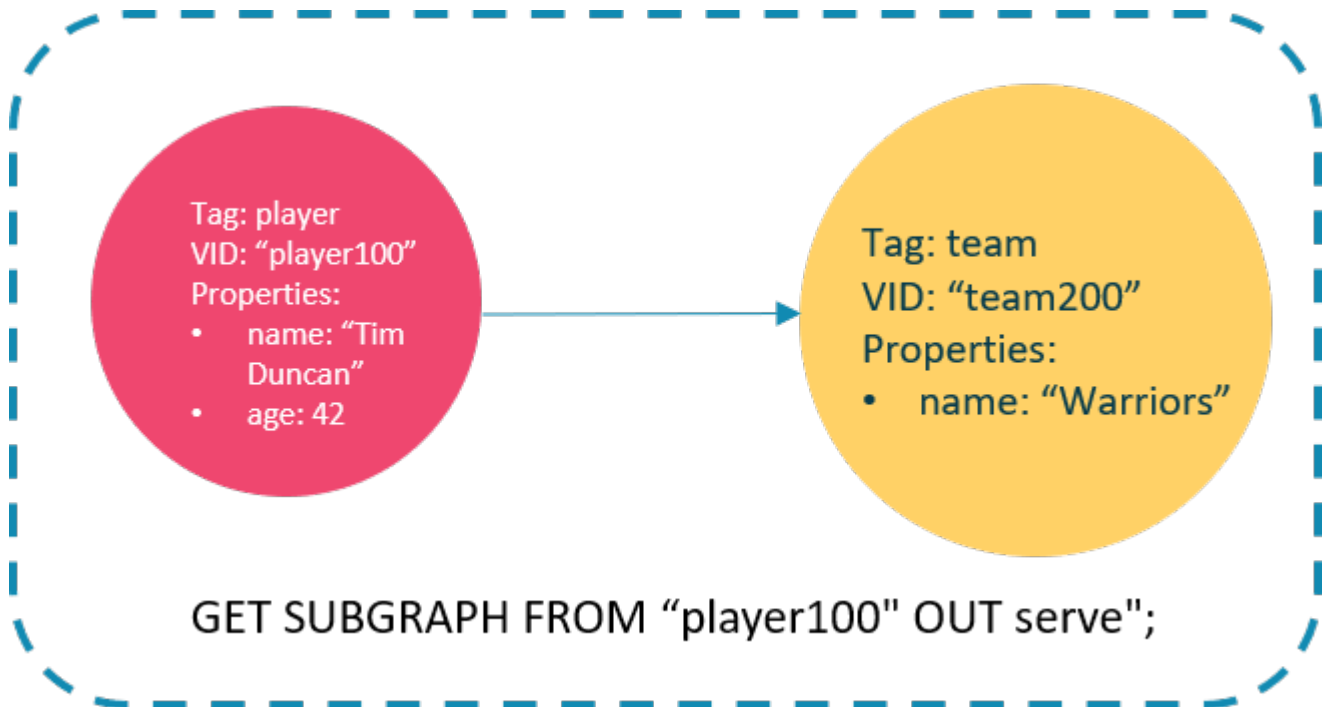 Tag: player
VID: “player100”
Properties:
• name: “Tim
Duncan”
• age: 42
Tag: team
VID: “team200”
Properties:
• name: “Warriors”
GET SUBGRAPH FROM “player100" OUT serve";